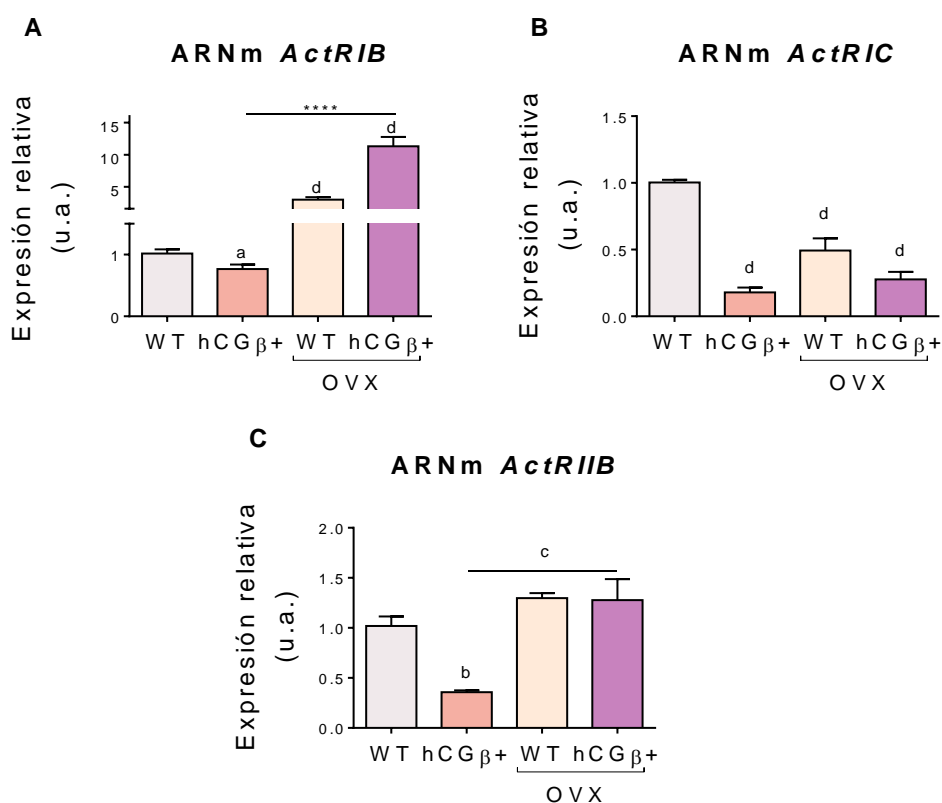 A
ARNm ActRIB
Expresión relativa
(u.a.)
15
10
5
1
0
****
a
d
d
WT hCGβ+ WT hCGβ+
OVX
B
ARNm ActRIC
Expresión relativa
(u.a.)
1.5
1.0
0.5
0.0
d
d
d
WT hCGβ+ WT hCGβ+
OVX
C
ARNm ActRIIB
Expresión relativa
(u.a.)
2.0
1.5
1.0
0.5
0.0
c
b
WT hCGβ+ WT hCGβ+
OVX